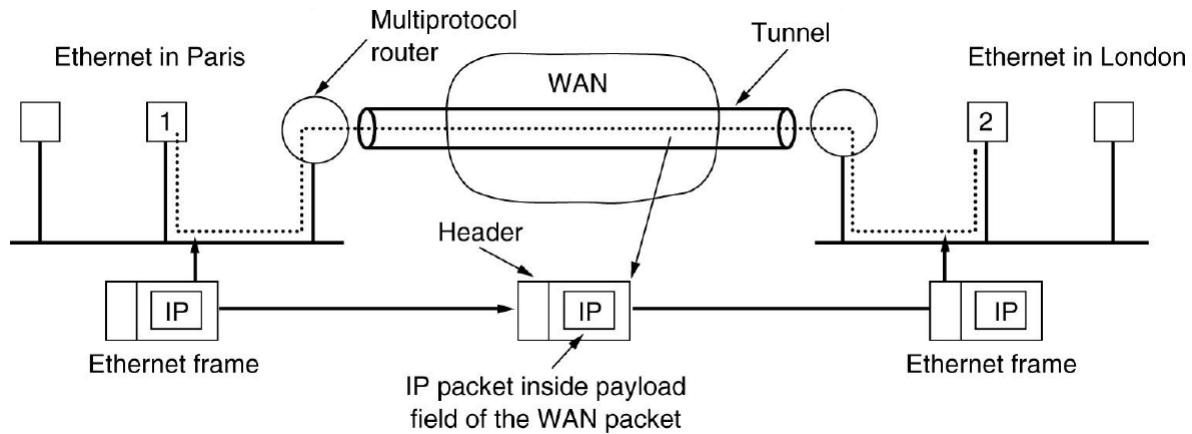 Multiprotocol
router
Ethernet in Paris
Tunnel
Ethernet in London
WAN
1
2
Header
IP
IP
IP
Ethernet frame
Ethernet frame
IP packet inside payload
field of the WAN packet